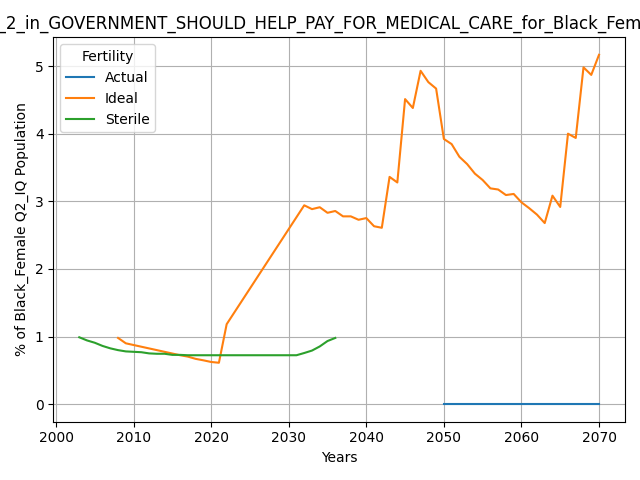 _2_in_GOVERNMENT_SHOULD_HELP_PAY_FOR_MEDICAL_CARE_for_Black_Fem
Fertility
Actual
Ideal
Sterile
% of Black_Female Q2_IQ Population
5
4
3
2
1
0
2000 2010 2020 2030 2040 2050 2060 2070
Years